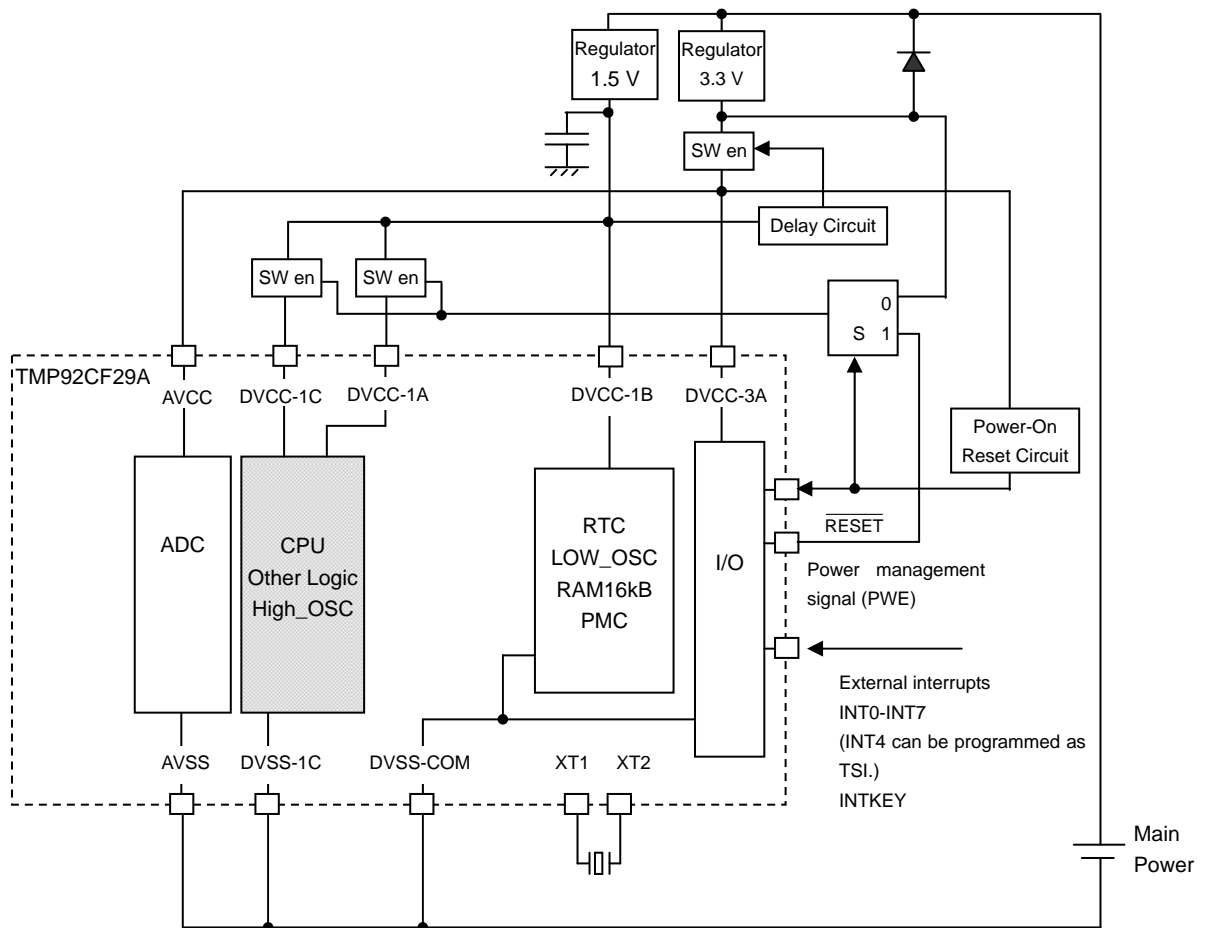 Regulator
1.5 V
Regulator
3.3 V
SW en
Delay Circuit
SW en
SW en
0
S 1
TMP92CF29A
AVCC
DVCC-1C
DVCC-1A
DVCC-1B
DVCC-3A
Power-On
Reset Circuit
RESET
ADC
CPU
Other Logic
High_OSC
RTC
LOW_OSC
RAM16kB
PMC
I/O
Power management
signal (PWE)
External interrupts
INT0-INT7
(INT4 can be programmed as
TSI.)
INTKEY
AVSS
DVSS-1C
DVSS-COM
XT1
XT2
Main
Power